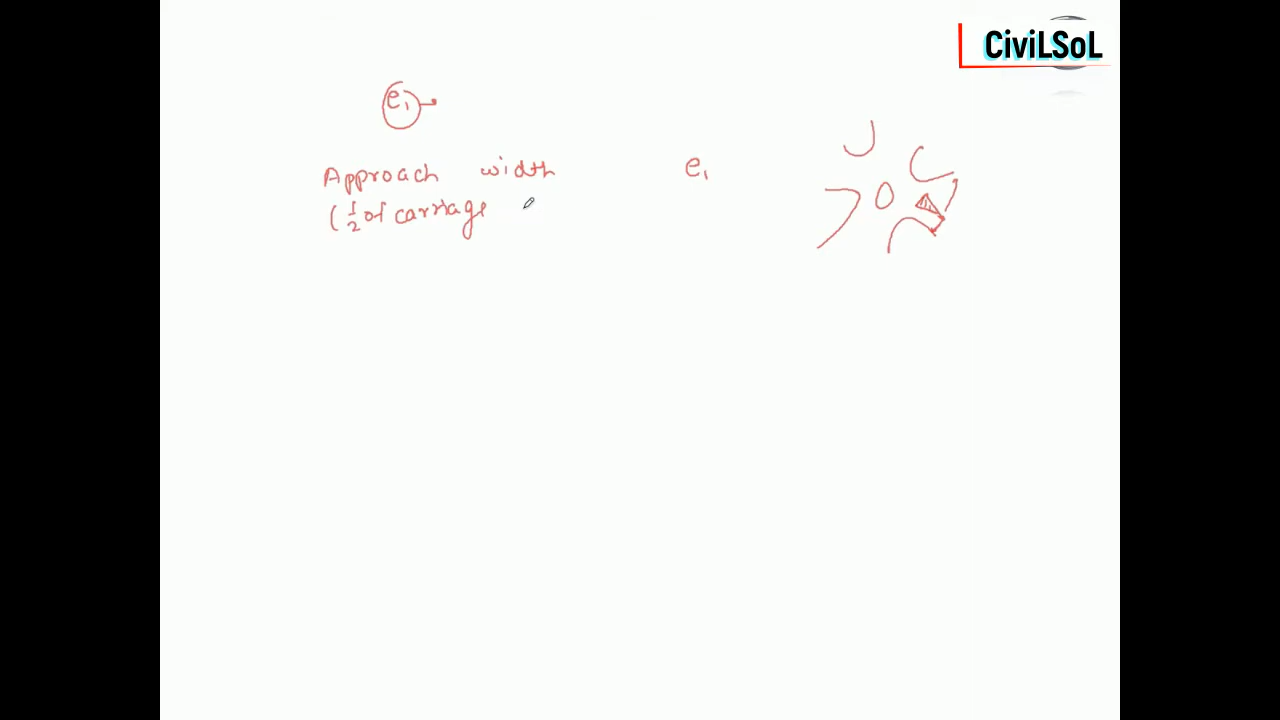 CiviLSoL
e₁
Approach width e₁
(½ of carriage